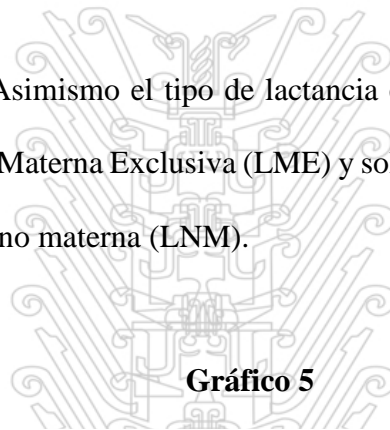 Asimismo el tipo de lactancia
Materna Exclusiva (LME) y so
no materna (LNM).
Gráfico 5